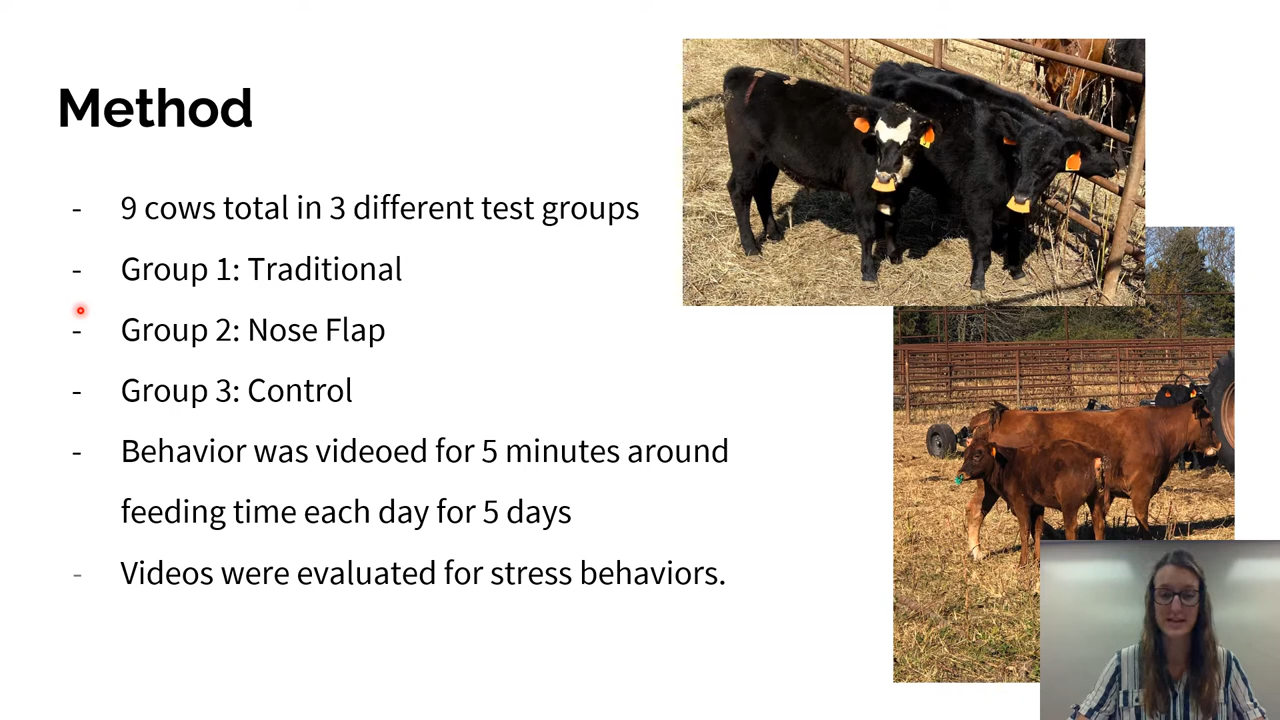 Method
- 9 cows total in 3 different test groups
- Group 1: Traditional
- Group 2: Nose Flap
- Group 3: Control
- Behavior was videoed for 5 minutes around
feeding time each day for 5 days
- Videos were evaluated for stress behaviors.